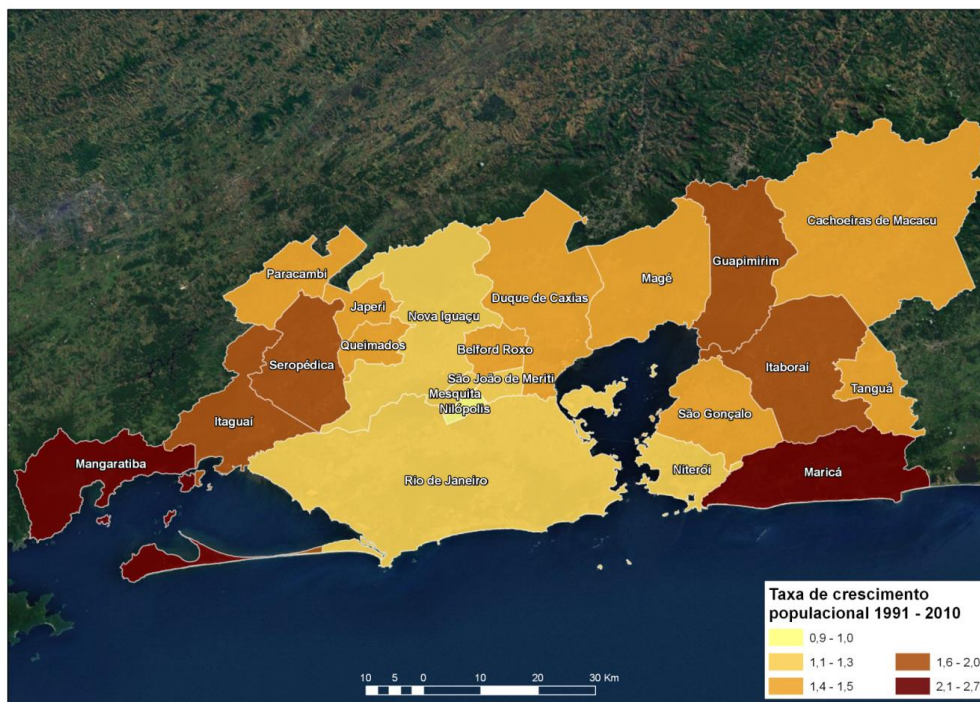 Cachoeiras de Macacu
Guapimirim
Paracambi
Magé
Duque de Caxias
Japeri
Nova Iguaçu
Queimados
Belford Roxo
Seropédica
Itaboraí
São João de Meriti
Mesquita
Tanguá
Nilópolis
São Gonçalo
Itaguaí
Mangaratiba
Niterói
Maricá
Rio de Janeiro
Taxa de crescimento
populacional 1991 - 2010
0,9 - 1,0
1,1 - 1,3
1,6 - 2,0
1,4 - 1,5
2,1 - 2,7
10 5 0 10 20 30 Km